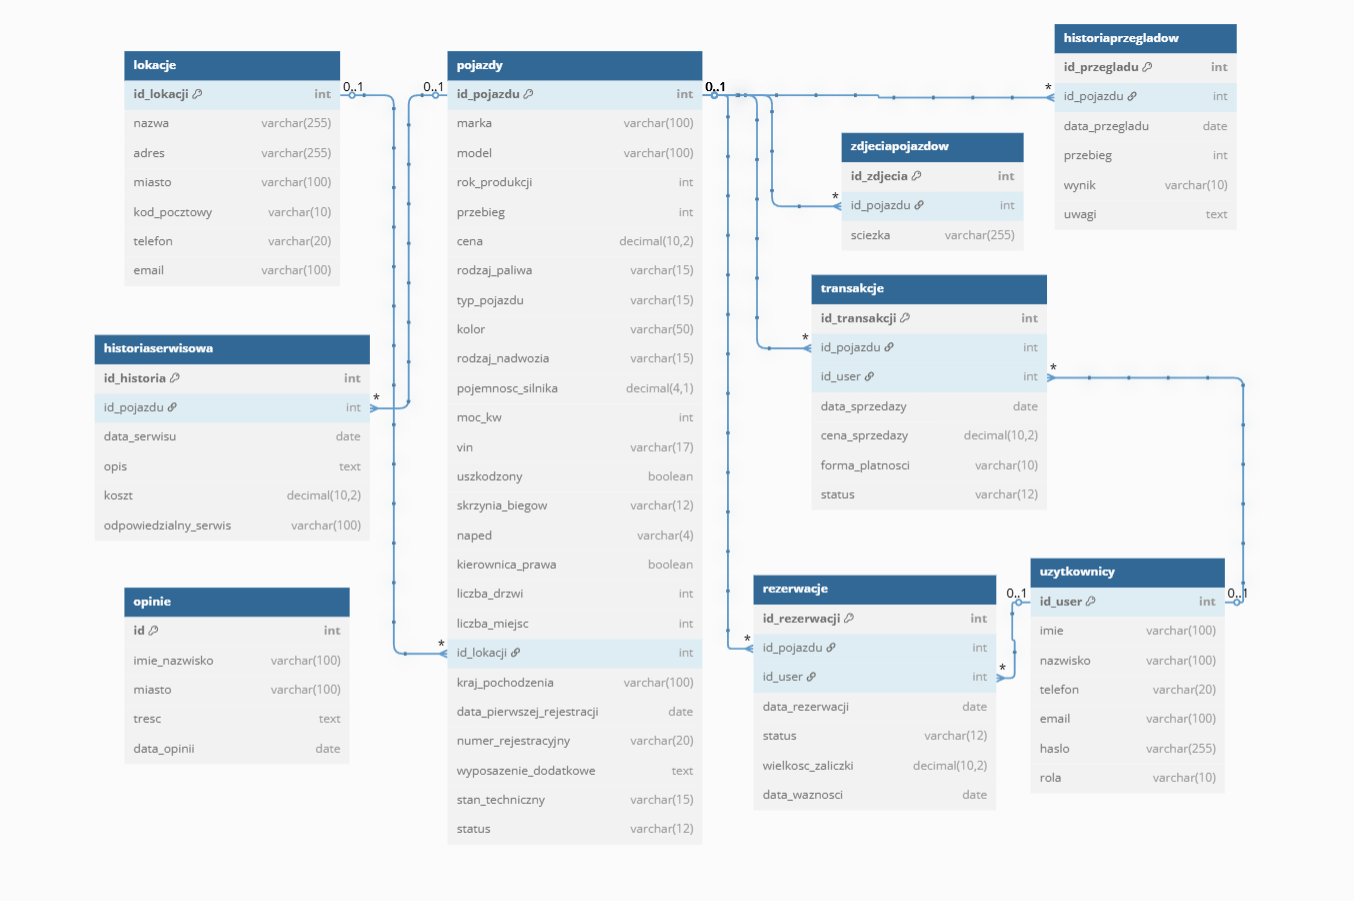 lokacje
id_lokacji int
nazwa varchar(255)
adres varchar(255)
miasto varchar(100)
kod_pocztowy varchar(10)
telefon varchar(20)
email varchar(100)
0..1
historiaserwisowa
id_historia int
id_pojazdu int
data_serwisu date
opis text
koszt decimal(10,2)
odpowiedzialny_serwis varchar(100)
*
opinie
id int
imie_nazwisko varchar(100)
miasto varchar(100)
tresc text
data_opinii date
0..1
pojazdy
id_pojazdu int
marka varchar(100)
model varchar(100)
rok_produkcji int
przebieg int
cena decimal(10,2)
rodzaj_paliwa varchar(15)
typ_pojazdu varchar(15)
kolor varchar(50)
rodzaj_nadwozia varchar(15)
pojemnosc_silnika decimal(4,1)
moc_kw int
vin varchar(17)
uszkodzony boolean
skrzynia_biegow varchar(12)
naped varchar(4)
kierownica_prawa boolean
liczba_drzwi int
liczba_miejsc int
* id_lokacji int
kraj_pochodzenia varchar(100)
data_pierwszej_rejestracji date
numer_rejestracyjny varchar(20)
wyposazenie_dodatkowe text
stan_techniczny varchar(15)
status varchar(12)
0..1
historiaprzegladow
id_przegladu int
* id_pojazdu int
data_przegladu date
przebieg int
wynik varchar(10)
uwagi text
zdjeciapojazdow
id_zdjecia int
* id_pojazdu int
sciezka varchar(255)
transakcje
id_transakcji int
* id_pojazdu int
id_user int *
data_sprzedazy date
cena_sprzedazy decimal(10,2)
forma_platnosci varchar(10)
status varchar(12)
rezerwacje
id_rezerwacji int
* id_pojazdu int
id_user int *
data_rezerwacji date
status varchar(12)
wielkosc_zaliczki decimal(10,2)
data_waznosci date
uzytkownicy
0..1 id_user int 0..1
imie varchar(100)
nazwisko varchar(100)
telefon varchar(20)
email varchar(100)
haslo varchar(255)
rola varchar(10)